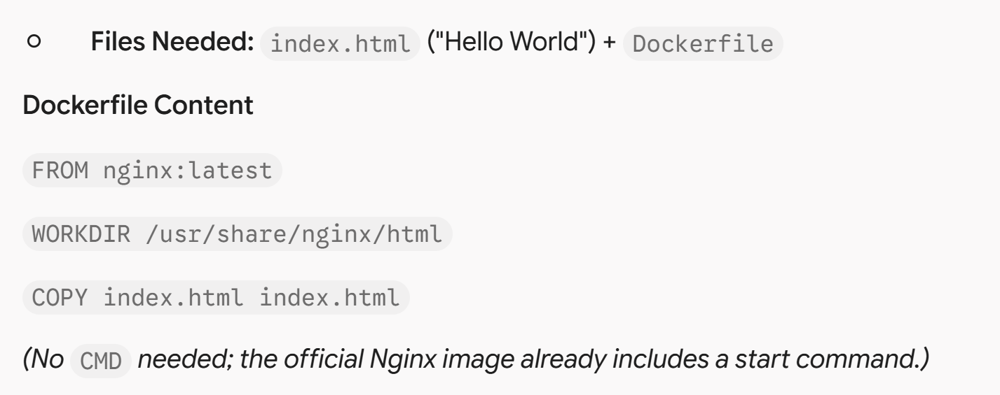 Files Needed: index.html ("Hello World") + Dockerfile
Dockerfile Content
FROM nginx:latest
WORKDIR /usr/share/nginx/html
COPY index.html index.html
(No CMD needed; the official Nginx image already includes a start command.)